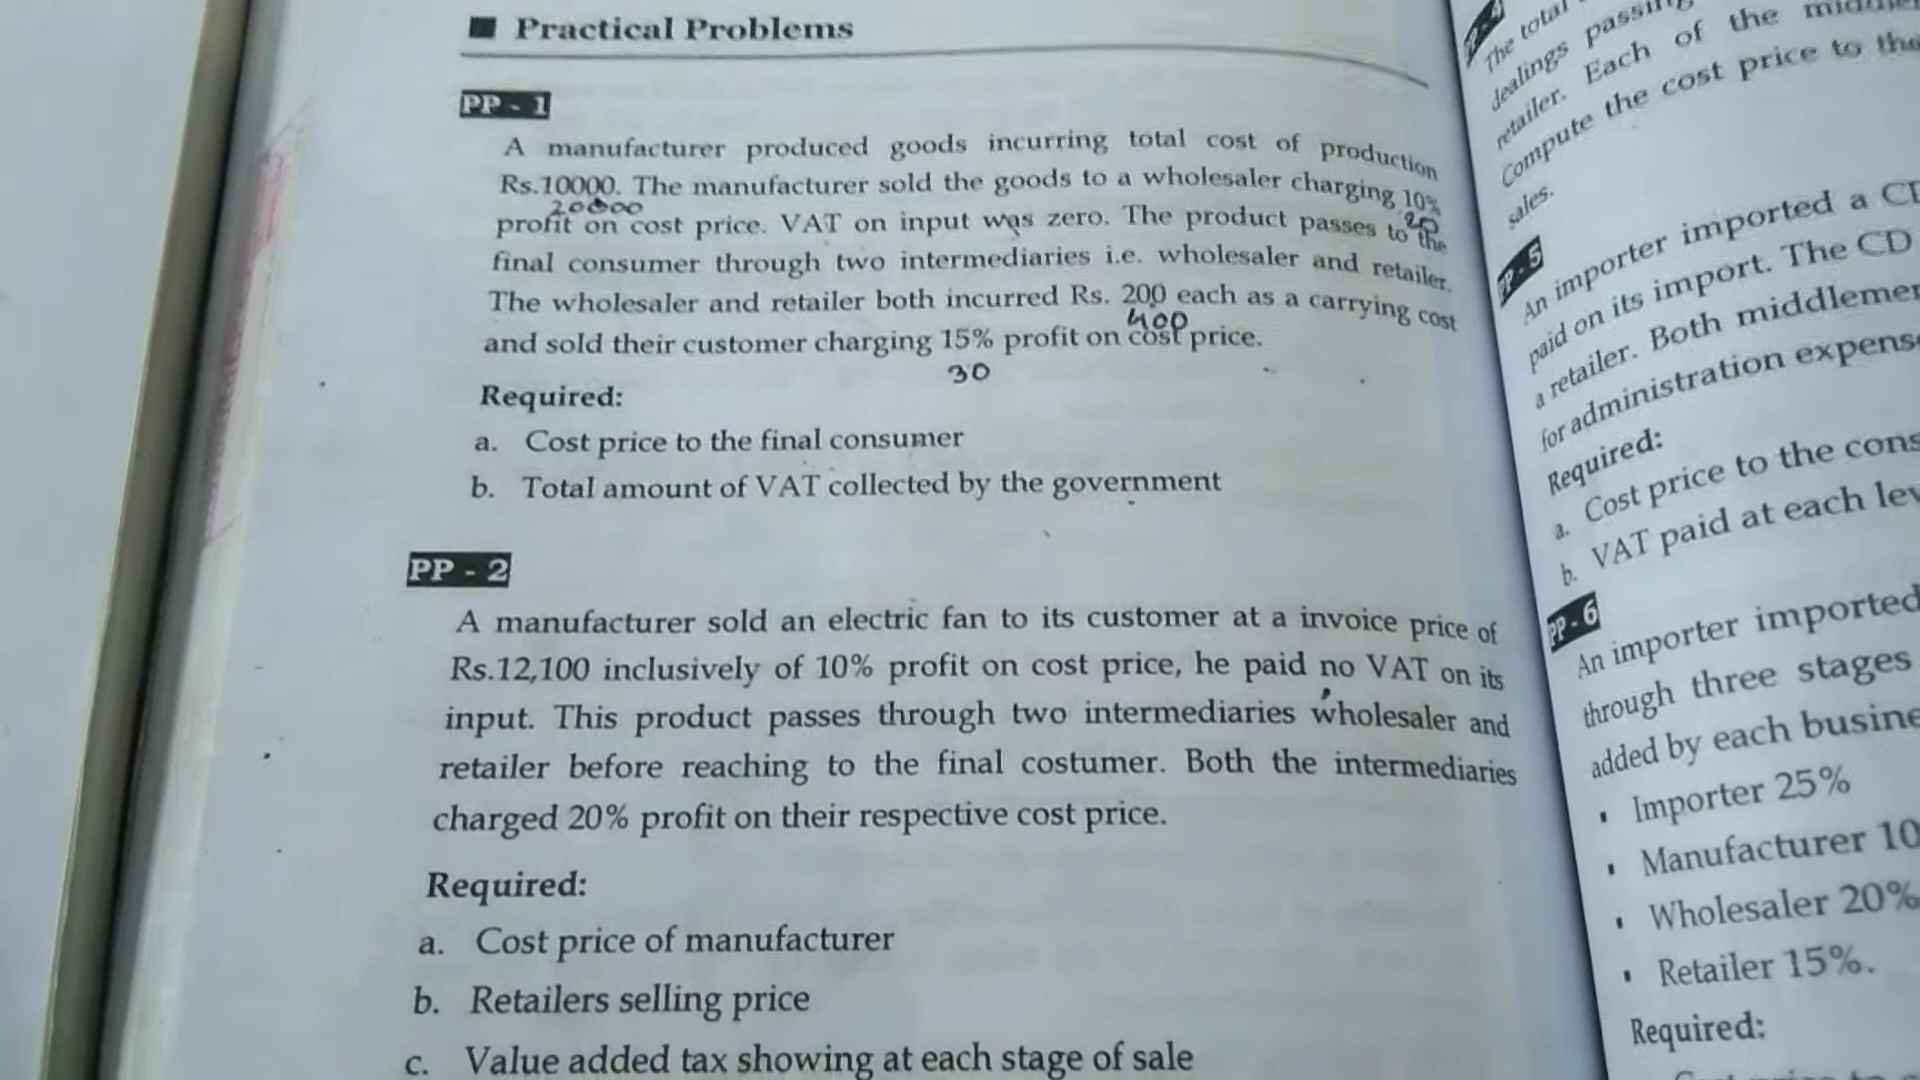 ■ Practical Problems
PP - 1
A manufacturer produced goods incurring total cost of production
Rs.10000. The manufacturer sold the goods to a wholesaler charging 10%
20000
profit on cost price. VAT on input was zero. The product passes to the
20
final consumer through two intermediaries i.e. wholesaler and retailer.
The wholesaler and retailer both incurred Rs. 200 each as a carrying cost
400
and sold their customer charging 15% profit on cost price.
30
Required:
a. Cost price to the final consumer
b. Total amount of VAT collected by the government
PP - 2
A manufacturer sold an electric fan to its customer at a invoice price of
Rs.12,100 inclusively of 10% profit on cost price, he paid no VAT on its
input. This product passes through two intermediaries wholesaler and
retailer before reaching to the final costumer. Both the intermediaries
charged 20% profit on their respective cost price.
Required:
a. Cost price of manufacturer
b. Retailers selling price
c. Value added tax showing at each stage of sale
The total
dealings passing
retailer. Each of the
Compute the cost price to the
sales.
PP - 5
An importer imported a CD
paid on its import. The CD
a retailer. Both middlemen
for administration
Required:
a. Cost price to the
b. VAT paid at each
PP - 6
An importer imported
through three stages
added by each
▪ Importer 25%
▪ Manufacturer 10
▪ Wholesaler 20%
▪ Retailer 15%.
Required: